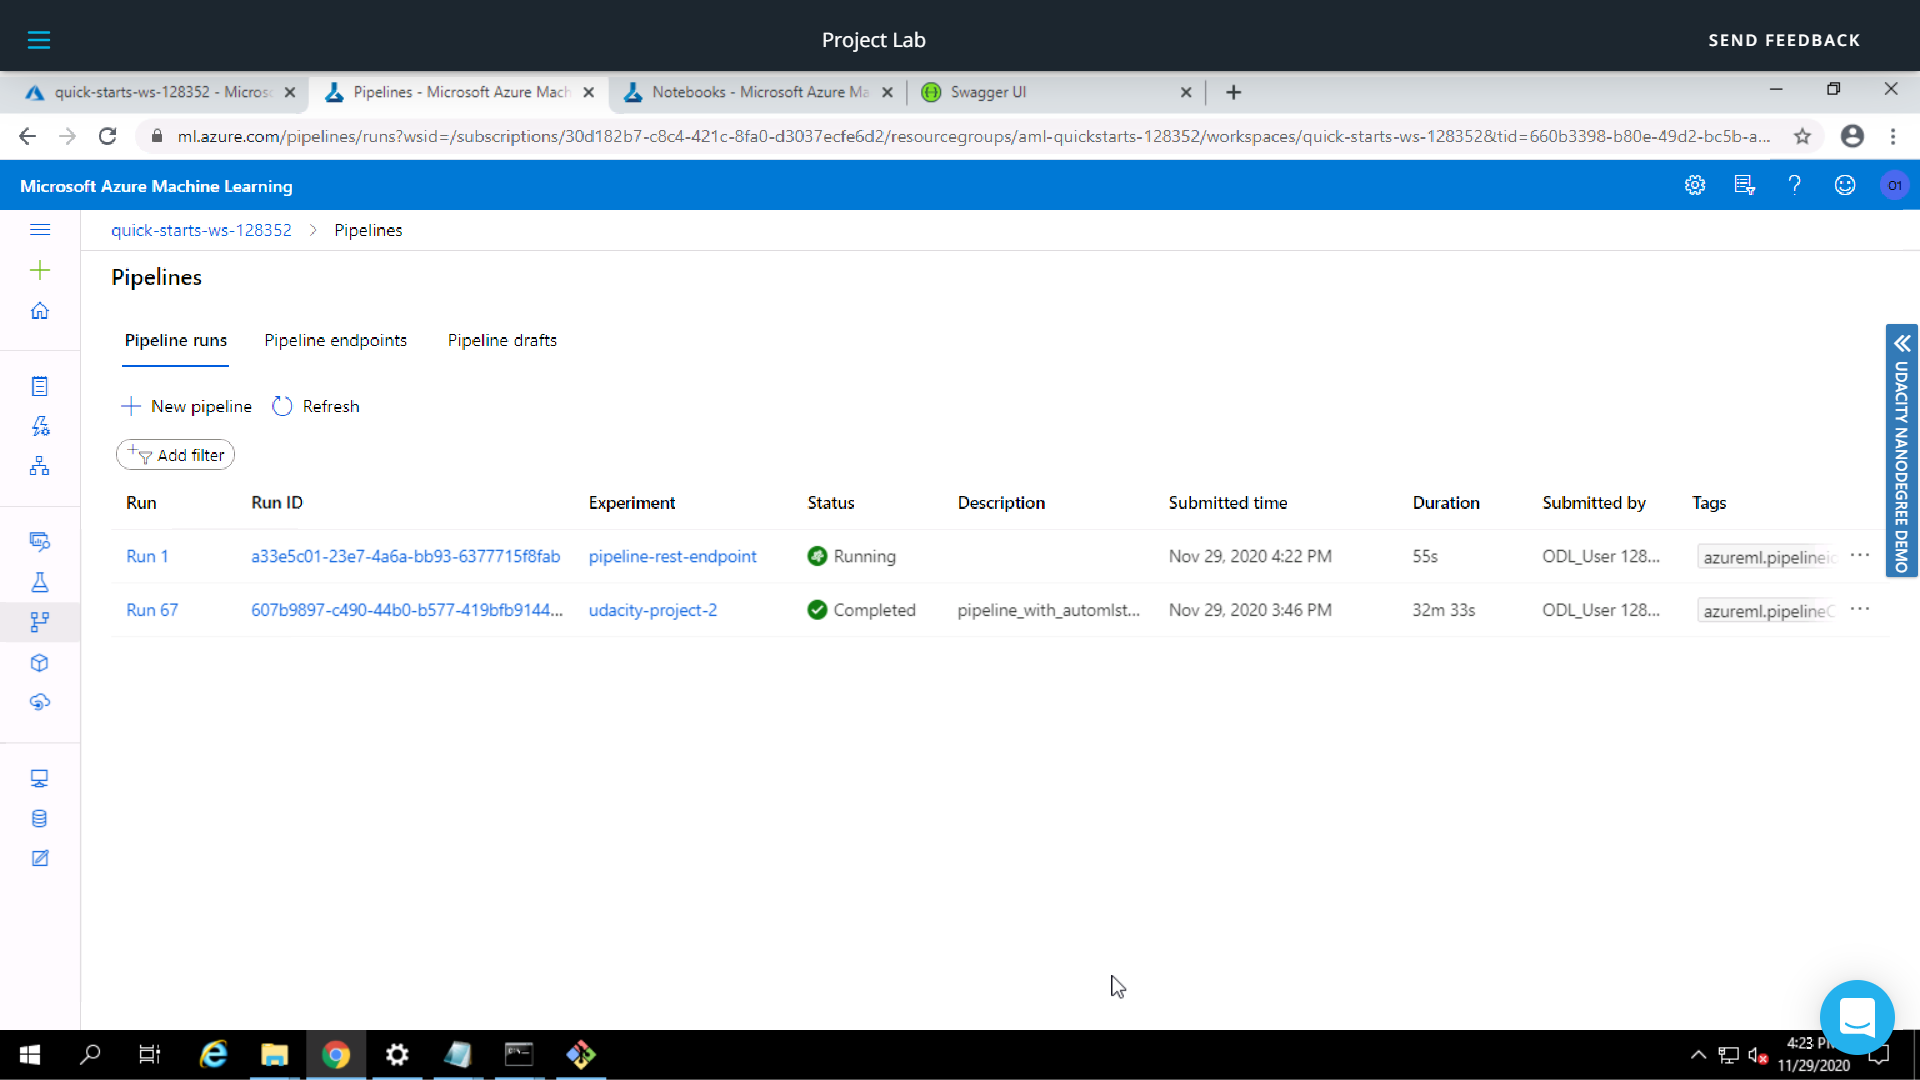 Project Lab
SEND FEEDBACK
quick-starts-ws-128352 - Micros
Pipelines - Microsoft Azure Mach
Notebooks - Microsoft Azure Ma
Swagger UI
ml.azure.com/pipelines/runs?wsid=/subscriptions/30d182b7-c8c4-421c-8fa0-d3037ecfe6d2/resourcegroups/aml-quickstarts-128352/workspaces/quick-starts-ws-128352&tid=660b3398-b80e-49d2-bc5b-a...
Microsoft Azure Machine Learning
O1
quick-starts-ws-128352 > Pipelines
Pipelines
Pipeline runs Pipeline endpoints Pipeline drafts
New pipeline Refresh
Add filter
Run Run ID Experiment Status Description Submitted time Duration Submitted by Tags
Run 1 a33e5c01-23e7-4a6a-bb93-6377715f8fab pipeline-rest-endpoint Running Nov 29, 2020 4:22 PM 55s ODL_User 128... azureml.pipelineid ...
Run 67 607b9897-c490-44b0-b577-419bfb9144... udacity-project-2 Completed pipeline_with_automlst... Nov 29, 2020 3:46 PM 32m 33s ODL_User 128... azureml.pipelineC ...
UDACITY NANODEGREE DEMO
4:23 PM
11/29/2020